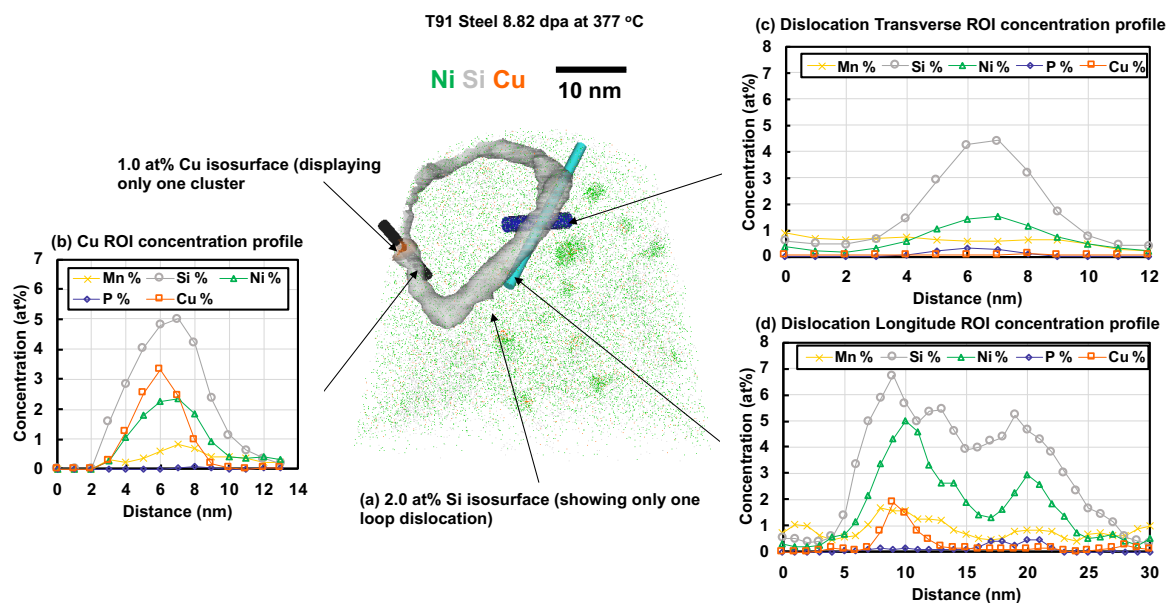 T91 Steel 8.82 dpa at 377 °C
Ni Si Cu
10 nm
1.0 at% Cu isosurface (displaying
only one cluster
(b) Cu ROI concentration profile
Concentration (at%)
7
6
5
4
3
2
1
0
Mn % Si % Ni %
P % Cu %
0 2 4 6 8 10 12 14
Distance (nm)
(a) 2.0 at% Si isosurface (showing only one
loop dislocation)
(c) Dislocation Transverse ROI concentration profile
Concentration (at%)
8
7
6
5
4
3
2
1
0
Mn % Si % Ni % P % Cu %
0 2 4 6 8 10 12
Distance (nm)
(d) Dislocation Longitude ROI concentration profile
Concentration (at%)
8
7
6
5
4
3
2
1
0
Mn % Si % Ni % P % Cu %
0 5 10 15 20 25 30
Distance (nm)